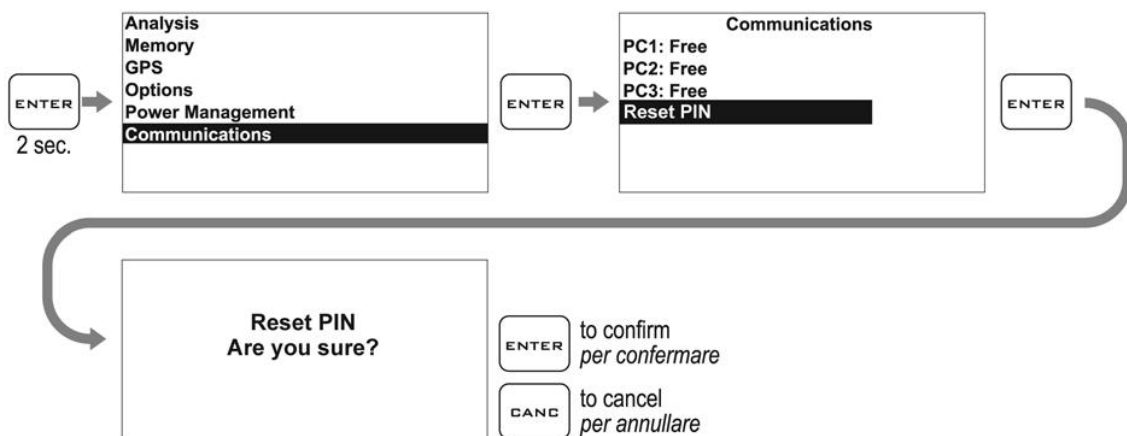 ENTER
2 sec.
Analysis
Memory
GPS
Options
Power Management
Communications
ENTER
Communications
PC1: Free
PC2: Free
PC3: Free
Reset PIN
ENTER
Reset PIN
Are you sure?
ENTER
to confirm
per confermare
CANC
to cancel
per annullare